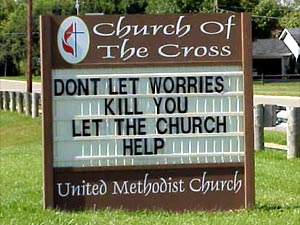 Church Of
The Cross
DONT LET WORRIES
KILL YOU
LET THE CHURCH
HELP
United Methodist Church